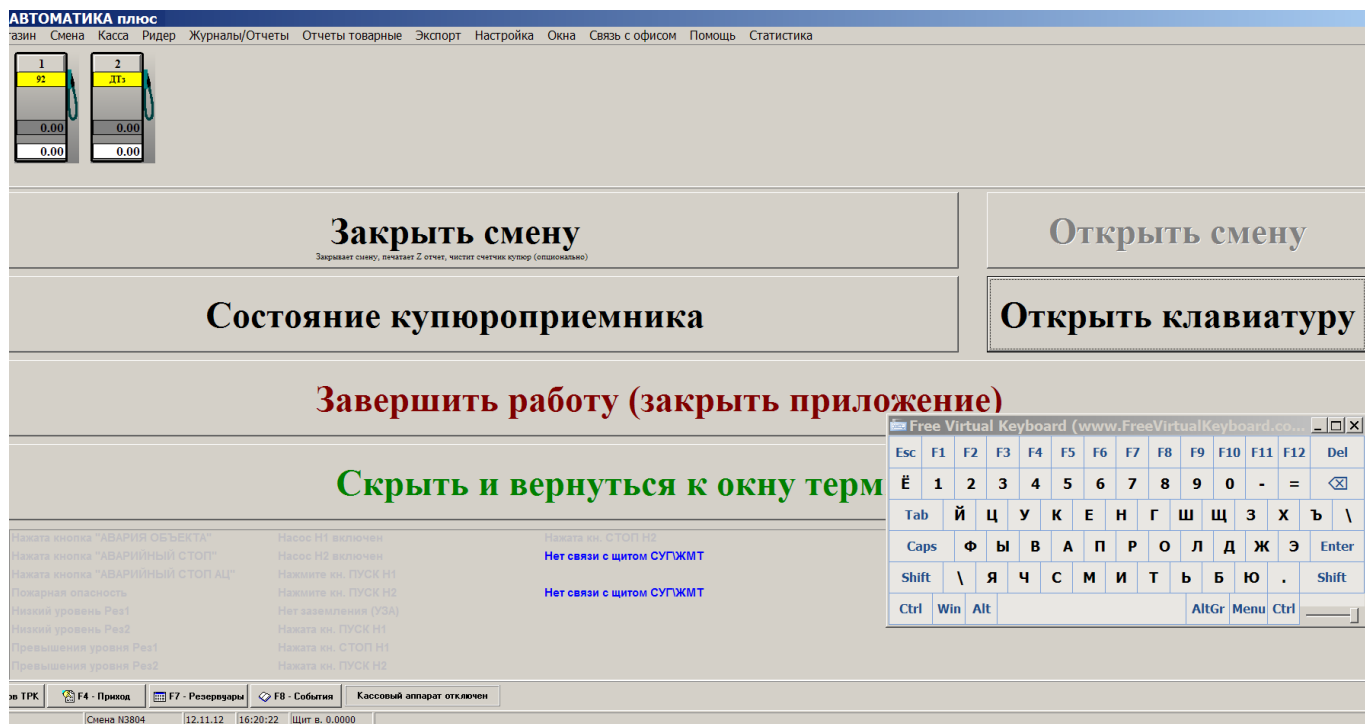 АВТОМАТИКА плюс
газин Смена Касса Ридер Журналы/Отчеты Отчеты товарные Экспорт Настройка Окна Связь с офисом Помощь Статистика
1 2
92 ДТз
0.00 0.00
0.00 0.00
Закрыть смену
Закрывает смену, печатает Z отчет, чистит счетчик купюр (опционально)
Открыть смену
Состояние купюроприемника
Открыть клавиатуру
Завершить работу (закрыть приложение)
Скрыть и вернуться к окну терм
Free Virtual Keyboard (www.FreeVirtualKeyboard.co...
Esc F1 F2 F3 F4 F5 F6 F7 F8 F9 F10 F11 F12 Del
Ё 1 2 3 4 5 6 7 8 9 0 - =
Tab Й Ц У К Е Н Г Ш Щ З Х Ъ \
Caps Ф Ы В А П Р О Л Д Ж Э Enter
Shift \ Я Ч С М И Т Ь Б Ю . Shift
Ctrl Win Alt AltGr Menu Ctrl
Нажата кнопка "АВАРИЯ ОБЪЕКТА" Насос Н1 включен Нажата кн. СТОП Н2
Нажата кнопка "АВАРИЙНЫЙ СТОП" Насос Н2 включен Нет связи с щитом СУГ\ЖМТ
Нажата кнопка "АВАРИЙНЫЙ СТОП АЦ" Нажмите кн. ПУСК Н1
Пожарная опасность Нажмите кн. ПУСК Н2 Нет связи с щитом СУГ\ЖМТ
Низкий уровень Рез1 Нет заземления (УЗА)
Низкий уровень Рез2 Нажата кн. ПУСК Н1
Превышения уровня Рез1 Нажата кн. СТОП Н1
Превышения уровня Рез2 Нажата кн. ПУСК Н2
ов ТРК F4 - Приход F7 - Резервуары F8 - События Кассовый аппарат отключен
Смена N3804 12.11.12 16:20:22 Щит в. 0.0000